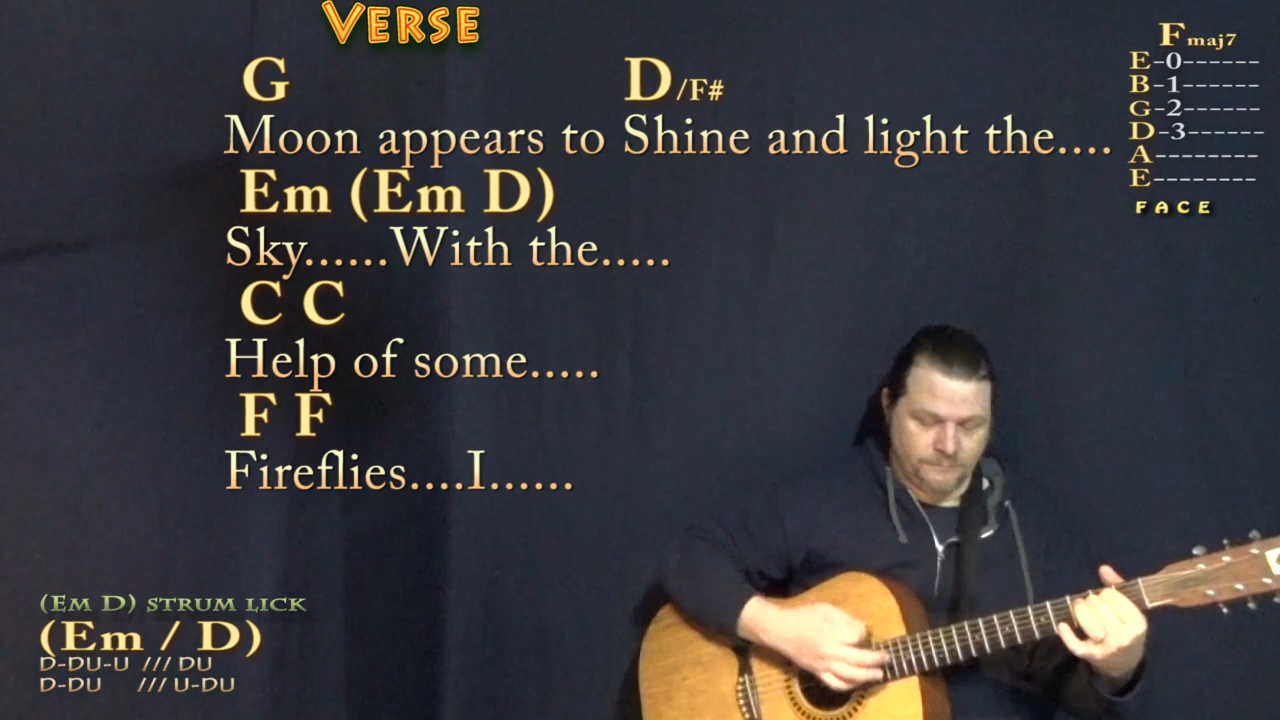 VERSE
G D/F#
Moon appears to Shine and light the....
Em (Em D)
Sky......With the.....
C C
Help of some.....
F F
Fireflies....I......
Fmaj7
E-0------
B-1------
G-2------
D-3------
A--------
E--------
F A C E
(Em D) STRUM LICK
(Em / D)
D-DU-U /// DU
D-DU /// U-DU